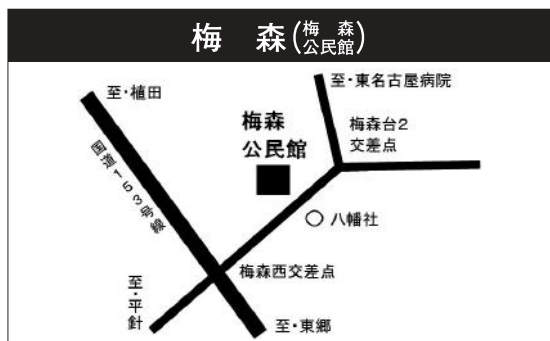 梅 森(梅 森
公民館)
至・植田
至・東名古屋病院
梅森
公民館
梅森台2
交差点
国道153号線
八幡社
梅森西交差点
至・平針
至・東郷